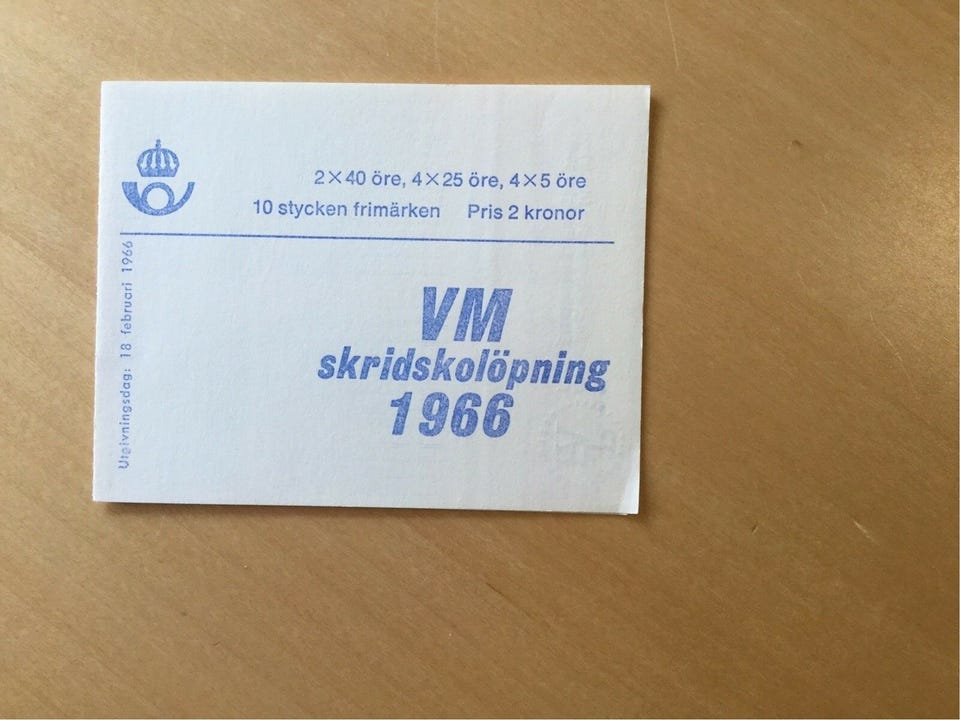 2×40 öre, 4×25 öre, 4×5 öre
10 stycken frimärken Pris 2 kronor
Utgivningsdag: 18 februari 1966
VM
skridskolöpning
1966